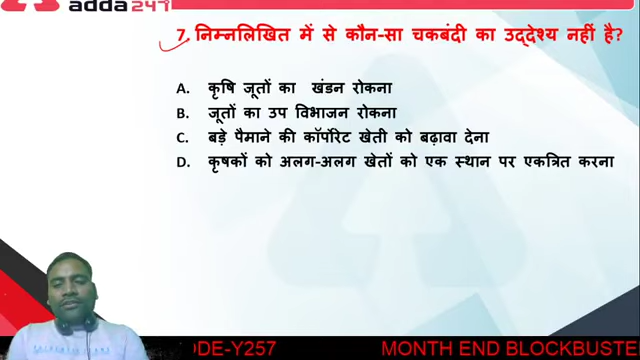 adda247
7. निम्नलिखित में से कौन-सा चकबंदी का उद्देश्य नहीं है?
A. कृषि जूतों का खंडन रोकना
B. जूतों का उप विभाजन रोकना
C. बड़े पैमाने की कॉर्पोरेट खेती को बढ़ावा देना
D. कृषकों को अलग-अलग खेतों को एक स्थान पर एकत्रित करना
ODE-Y257 MONTH END BLOCKBUSTE